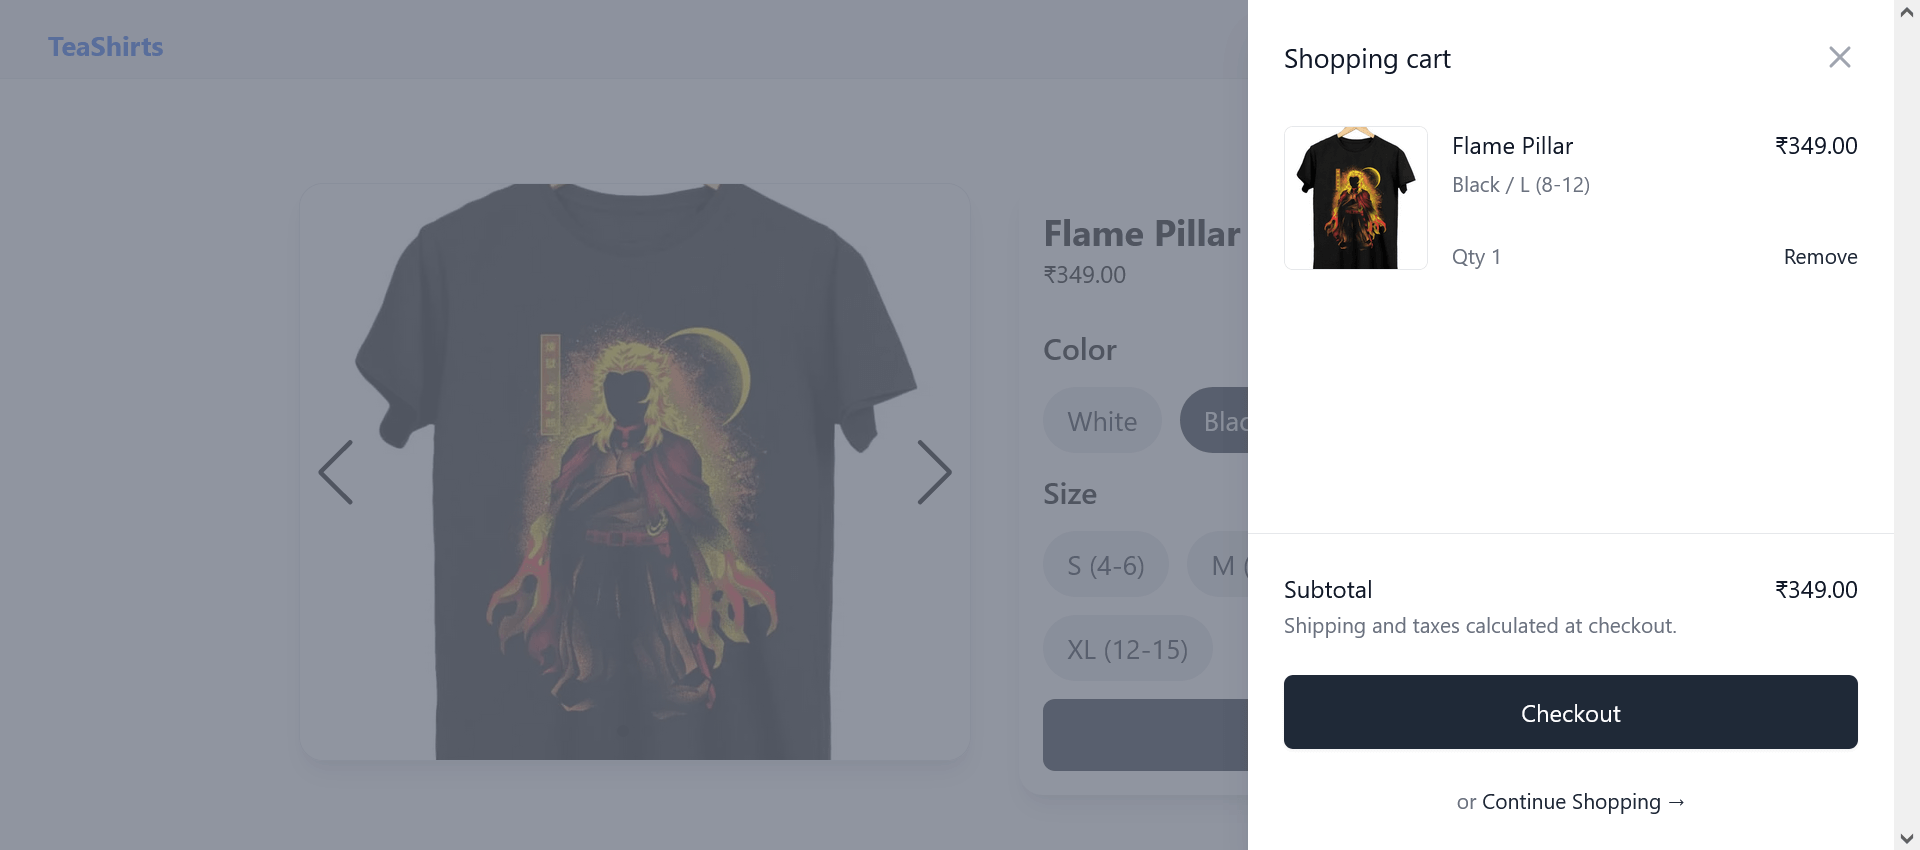 TeaShirts
Flame Pillar
₹349.00
Color
White
Blac
Size
S (4-6)
M (
XL (12-15)
Shopping cart
Flame Pillar
₹349.00
Black / L (8-12)
Qty 1
Remove
Subtotal
₹349.00
Shipping and taxes calculated at checkout.
Checkout
or Continue Shopping →